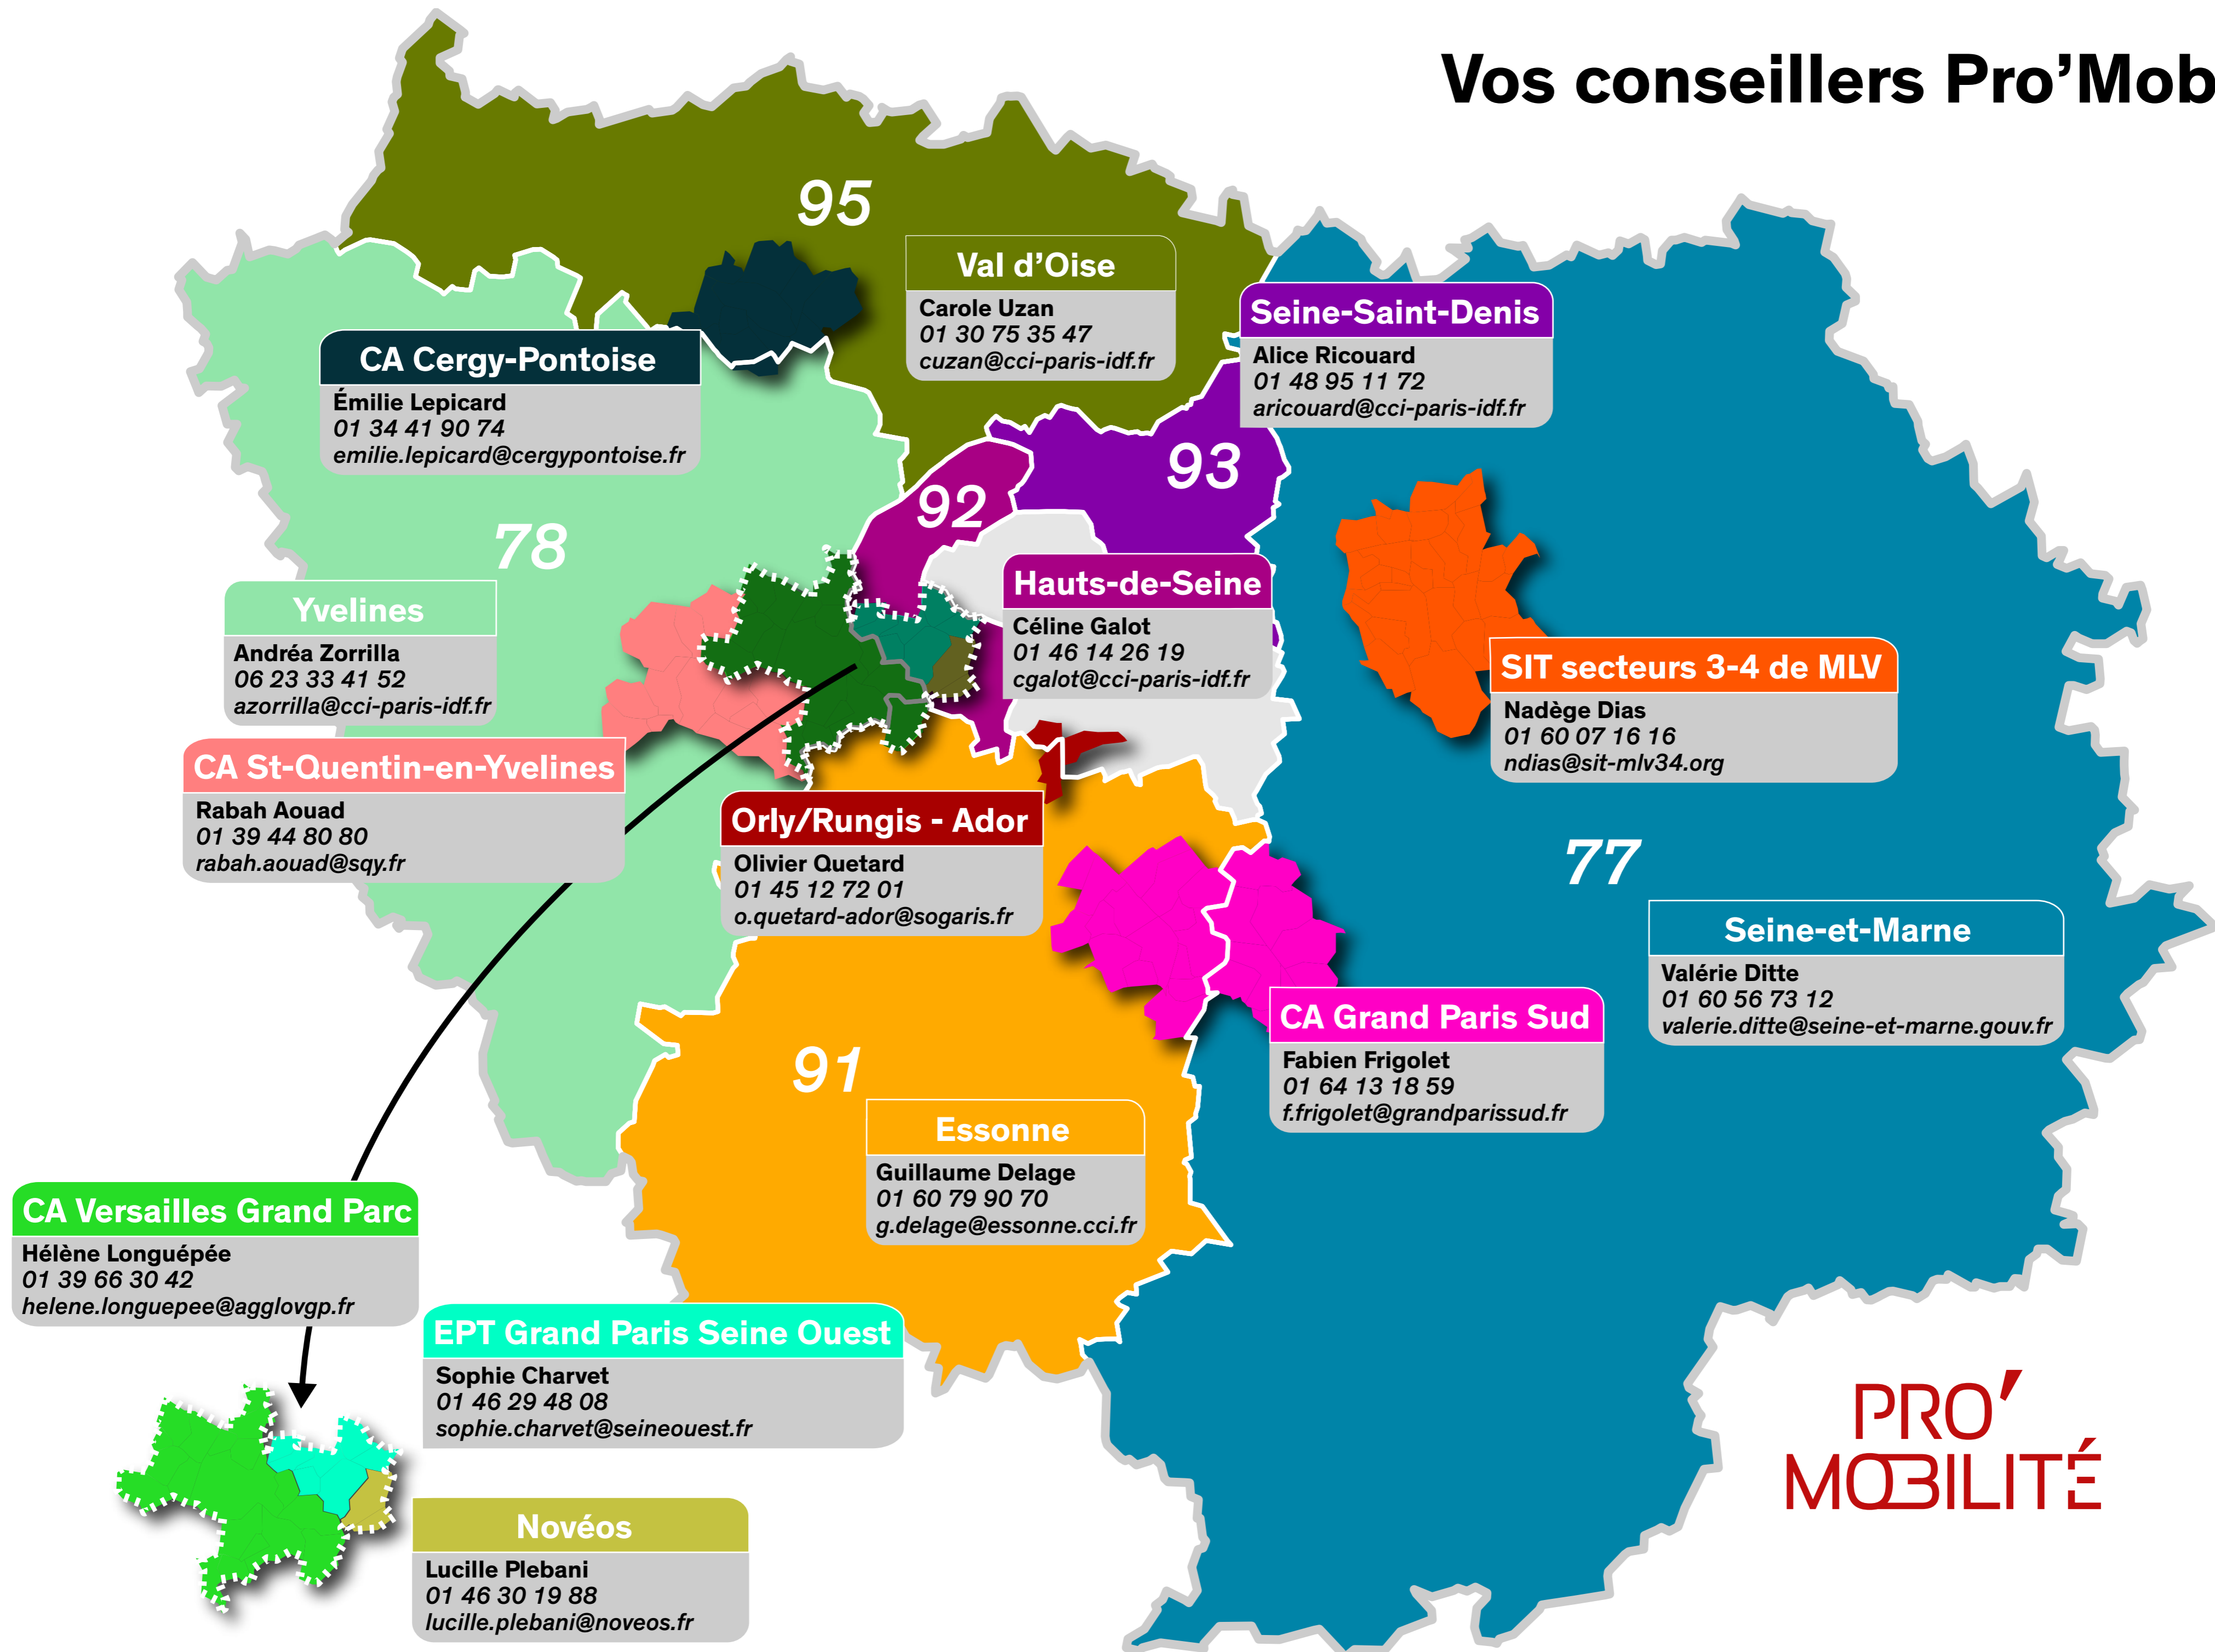 Vos conseillers Pro’Mob
95
Val d’Oise
Carole Uzan
01 30 75 35 47
cuzan@cci-paris-idf.fr
Seine-Saint-Denis
Alice Ricouard
01 48 95 11 72
aricouard@cci-paris-idf.fr
CA Cergy-Pontoise
Émilie Lepicard
01 34 41 90 74
emilie.lepicard@cergypontoise.fr
93
92
78
Hauts-de-Seine
Céline Galot
01 46 14 26 19
cgalot@cci-paris-idf.fr
Yvelines
Andréa Zorrilla
06 23 33 41 52
azorrilla@cci-paris-idf.fr
SIT secteurs 3-4 de MLV
Nadège Dias
01 60 07 16 16
ndias@sit-mlv34.org
CA St-Quentin-en-Yvelines
Rabah Aouad
01 39 44 80 80
rabah.aouad@sqy.fr
Orly/Rungis - Ador
Olivier Quetard
01 45 12 72 01
o.quetard-ador@sogaris.fr
77
Seine-et-Marne
Valérie Ditte
01 60 56 73 12
valerie.ditte@seine-et-marne.gouv.fr
CA Grand Paris Sud
Fabien Frigolet
01 64 13 18 59
f.frigolet@grandparissud.fr
91
Essonne
Guillaume Delage
01 60 79 90 70
g.delage@essonne.cci.fr
CA Versailles Grand Parc
Hélène Longuépée
01 39 66 30 42
helene.longuepee@agglovgp.fr
EPT Grand Paris Seine Ouest
Sophie Charvet
01 46 29 48 08
sophie.charvet@seineouest.fr
Novéos
Lucille Plebani
01 46 30 19 88
lucille.plebani@noveos.fr
PRO’
MOBILITÉ